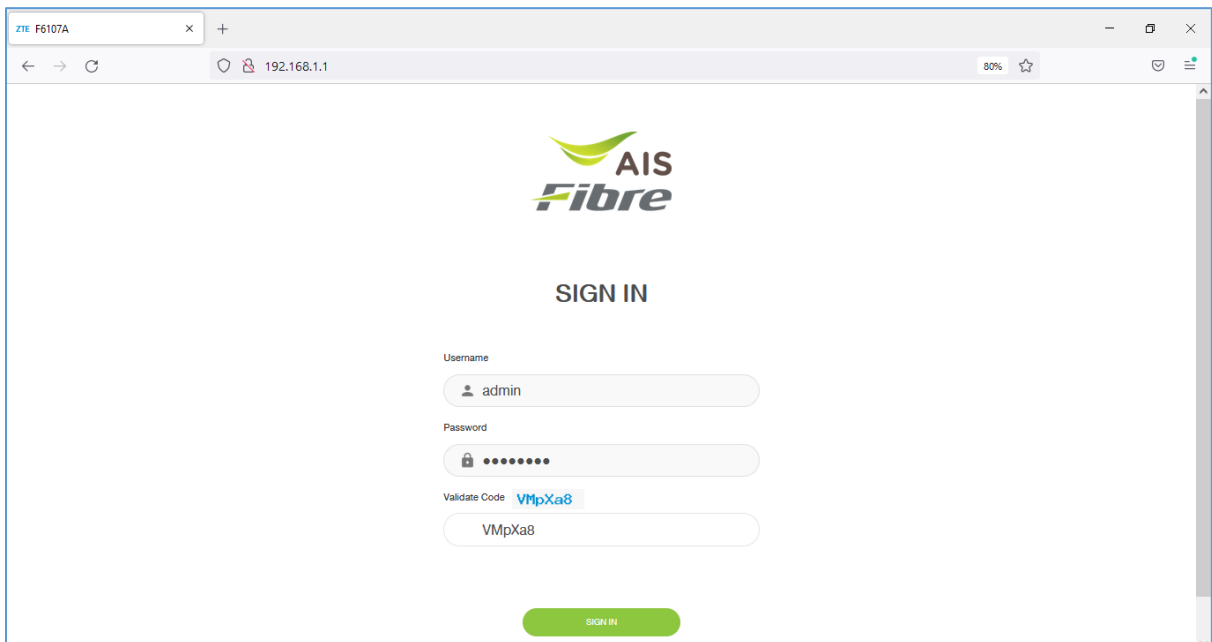 ZTE F6107A
192.168.1.1
80%
AIS
Fibre
SIGN IN
Username
admin
Password
••••••••
Validate Code VMpXa8
VMpXa8
SIGN IN